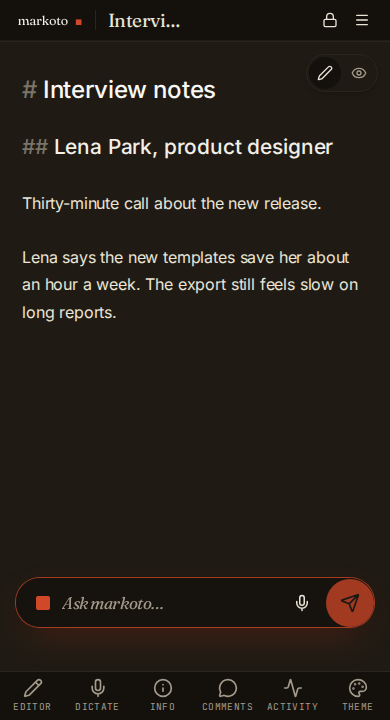 markoto
Intervi...
# Interview notes
## Lena Park, product designer
Thirty-minute call about the new release.
Lena says the new templates save her about
an hour a week. The export still feels slow on
long reports.
Ask markoto...
EDITOR DICTATE INFO COMMENTS ACTIVITY THEME